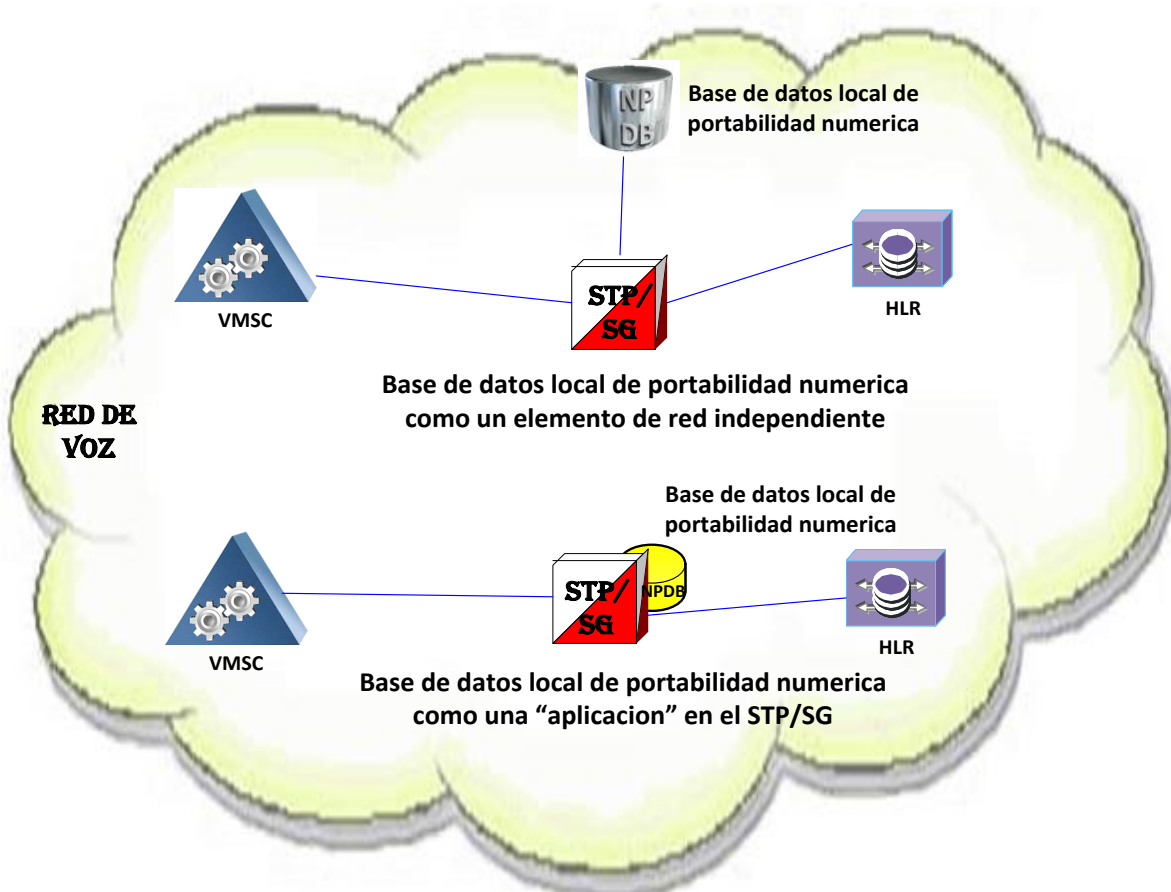 NP
DB
Base de datos local de
portabilidad numerica
VMSC
STP/
SG
HLR
Base de datos local de portabilidad numerica
como un elemento de red independiente
RED DE
VOZ
Base de datos local de
portabilidad numerica
VMSC
STP/
SG
NPDB
HLR
Base de datos local de portabilidad numerica
como una “aplicacion” en el STP/SG